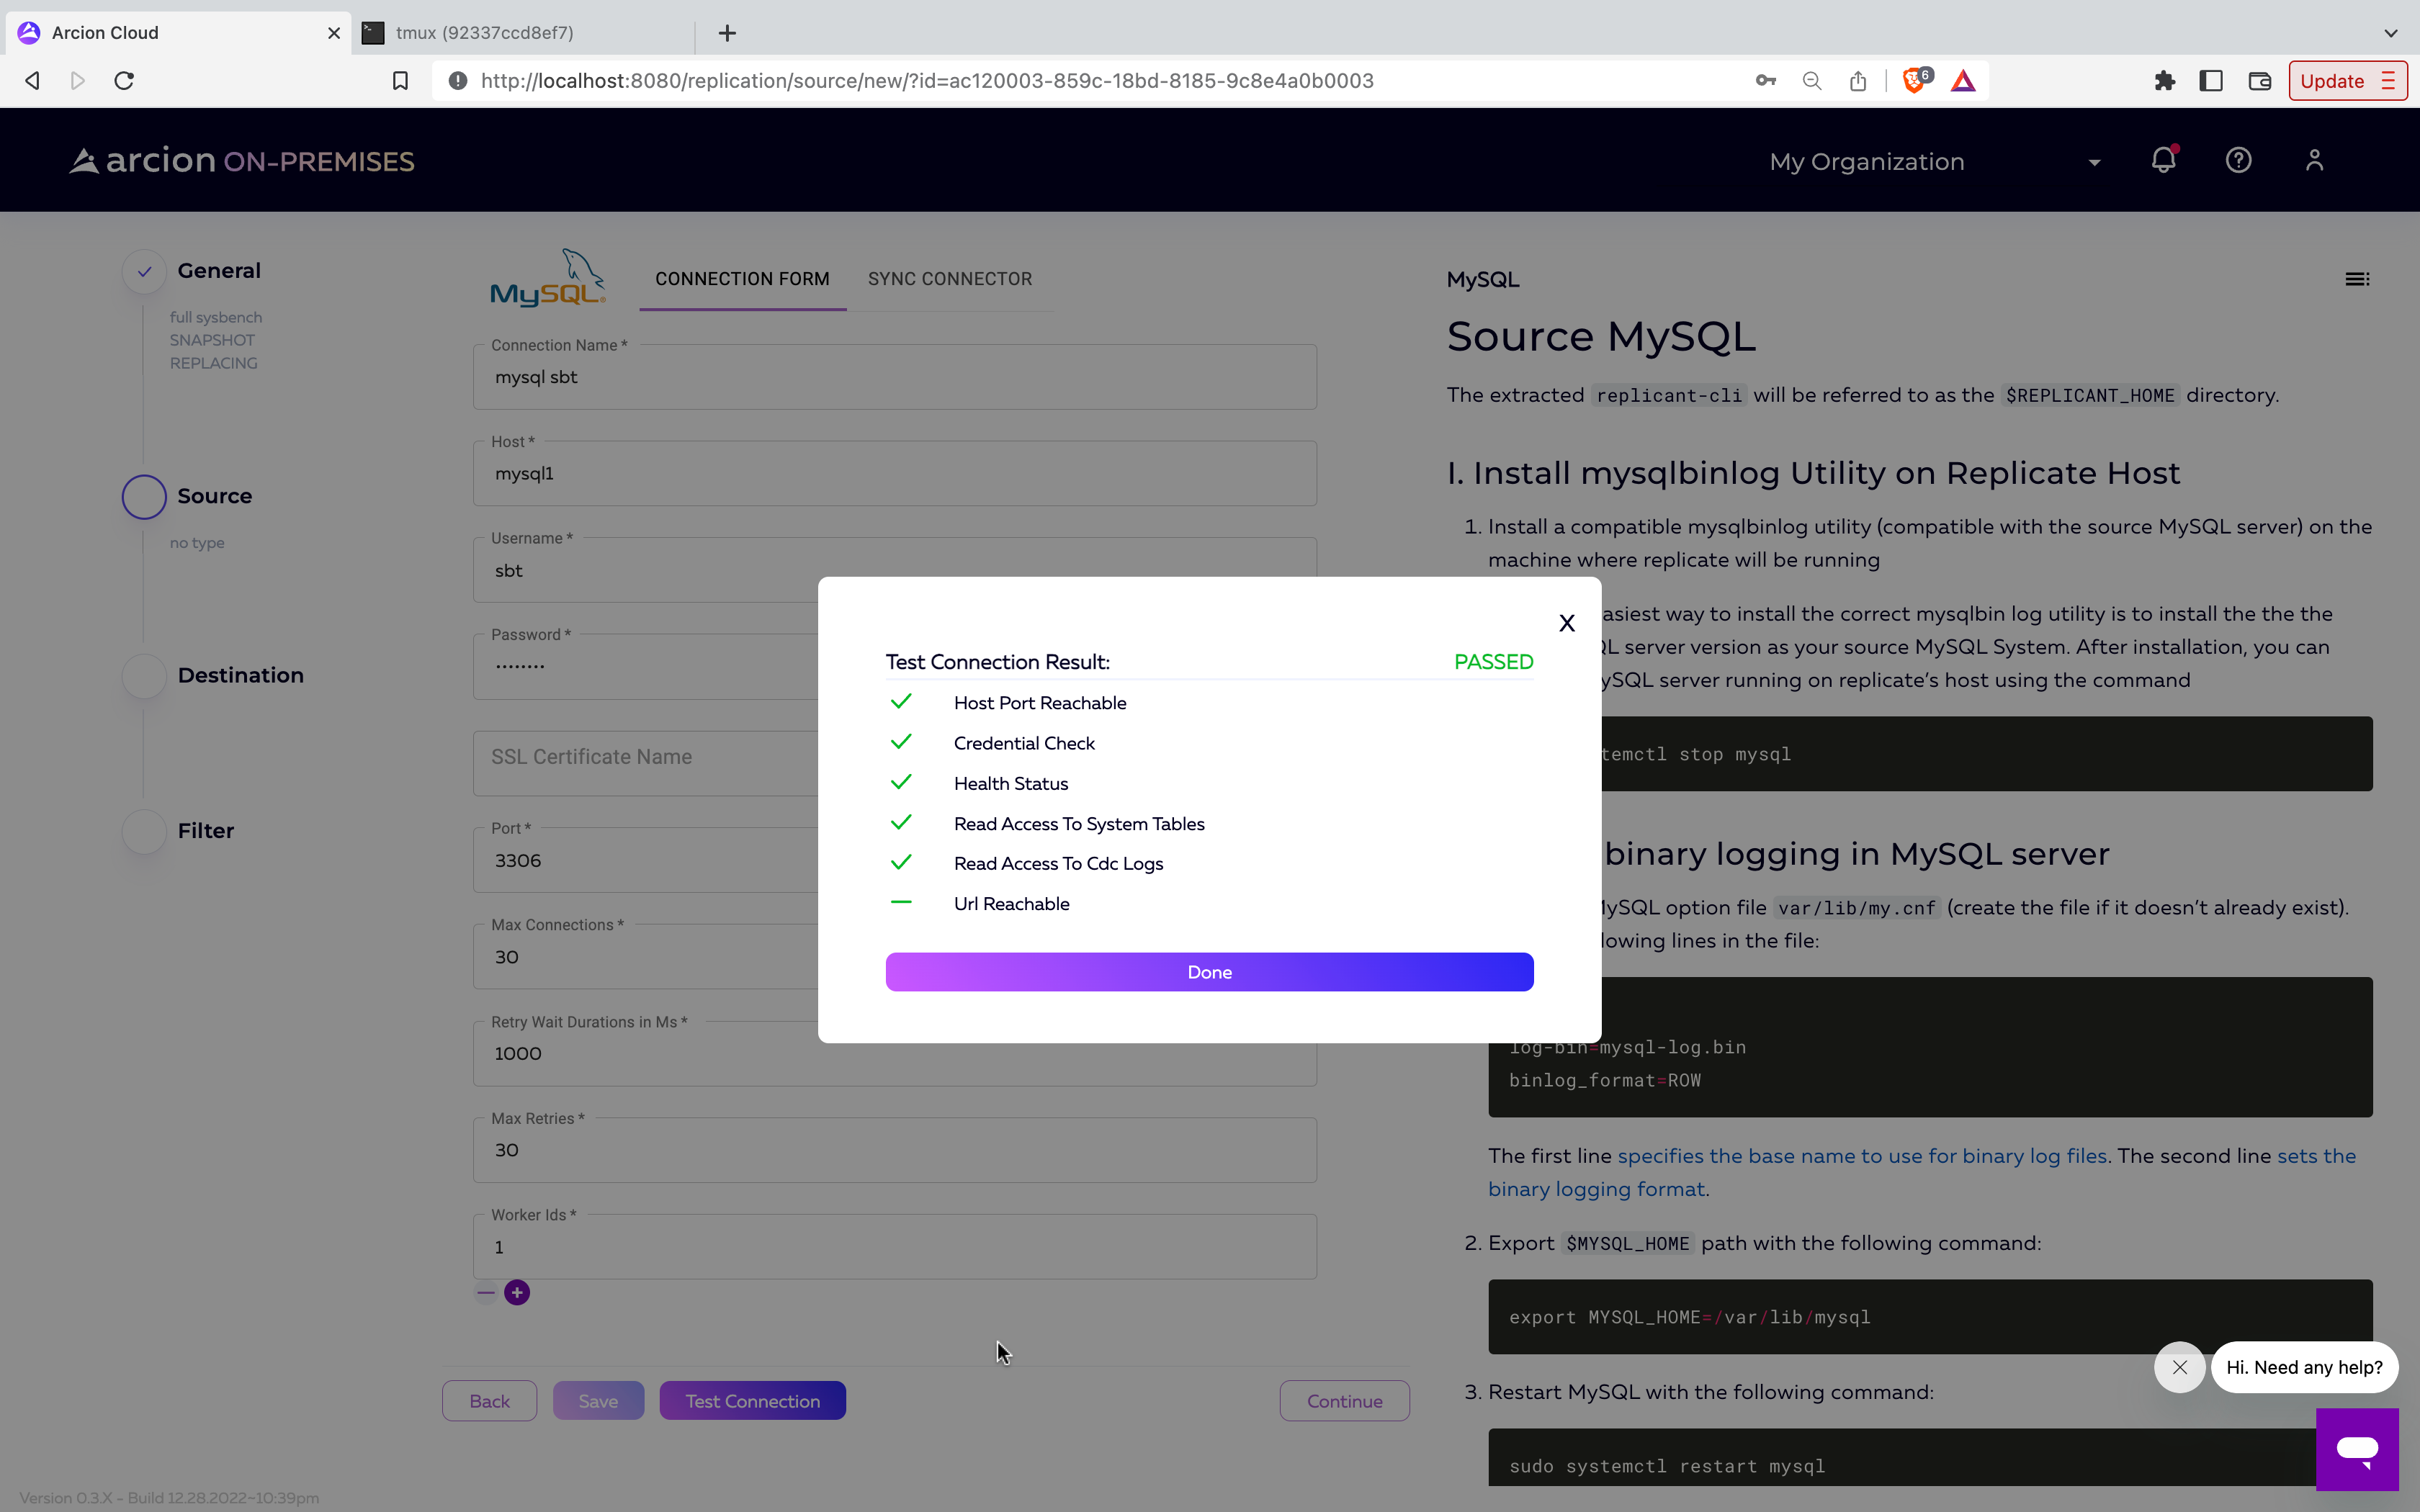 Arcion Cloud
tmux (92337ccd8ef7)
http://localhost:8080/replication/source/new/?id=ac120003-859c-18bd-8185-9c8e4a0b0003
6
Update
arcion ON-PREMISES
My Organization
General
full sysbench
SNAPSHOT
REPLACING
Source
no type
Destination
Filter
MySQL
CONNECTION FORM
SYNC CONNECTOR
Connection Name *
mysql sbt
Host *
mysql1
Username *
sbt
Password *
••••••••
SSL Certificate Name
Port *
3306
Max Connections *
30
Retry Wait Durations in Ms *
1000
Max Retries *
30
Worker Ids *
1
Back
Save
Test Connection
Continue
Test Connection Result:
PASSED
X
Host Port Reachable
Credential Check
Health Status
Read Access To System Tables
Read Access To Cdc Logs
Url Reachable
Done
MySQL
Source MySQL
The extracted replicant-cli will be referred to as the $REPLICANT_HOME directory.
I. Install mysqlbinlog Utility on Replicate Host
1. Install a compatible mysqlbinlog utility (compatible with the source MySQL server) on the
machine where replicate will be running
asiest way to install the correct mysqlbin log utility is to install the the the
QL server version as your source MySQL System. After installation, you can
ySQL server running on replicate's host using the command
temctl stop mysql
binary logging in MySQL server
MySQL option file var/lib/my.cnf (create the file if it doesn't already exist).
lowing lines in the file:
log-bin=mysql-log.bin
binlog_format=ROW
The first line specifies the base name to use for binary log files. The second line sets the
binary logging format.
2. Export $MYSQL_HOME path with the following command:
export MYSQL_HOME=/var/lib/mysql
3. Restart MySQL with the following command:
sudo systemctl restart mysql
Hi. Need any help?
Version 0.3.X - Build 12.28.2022~10:39pm